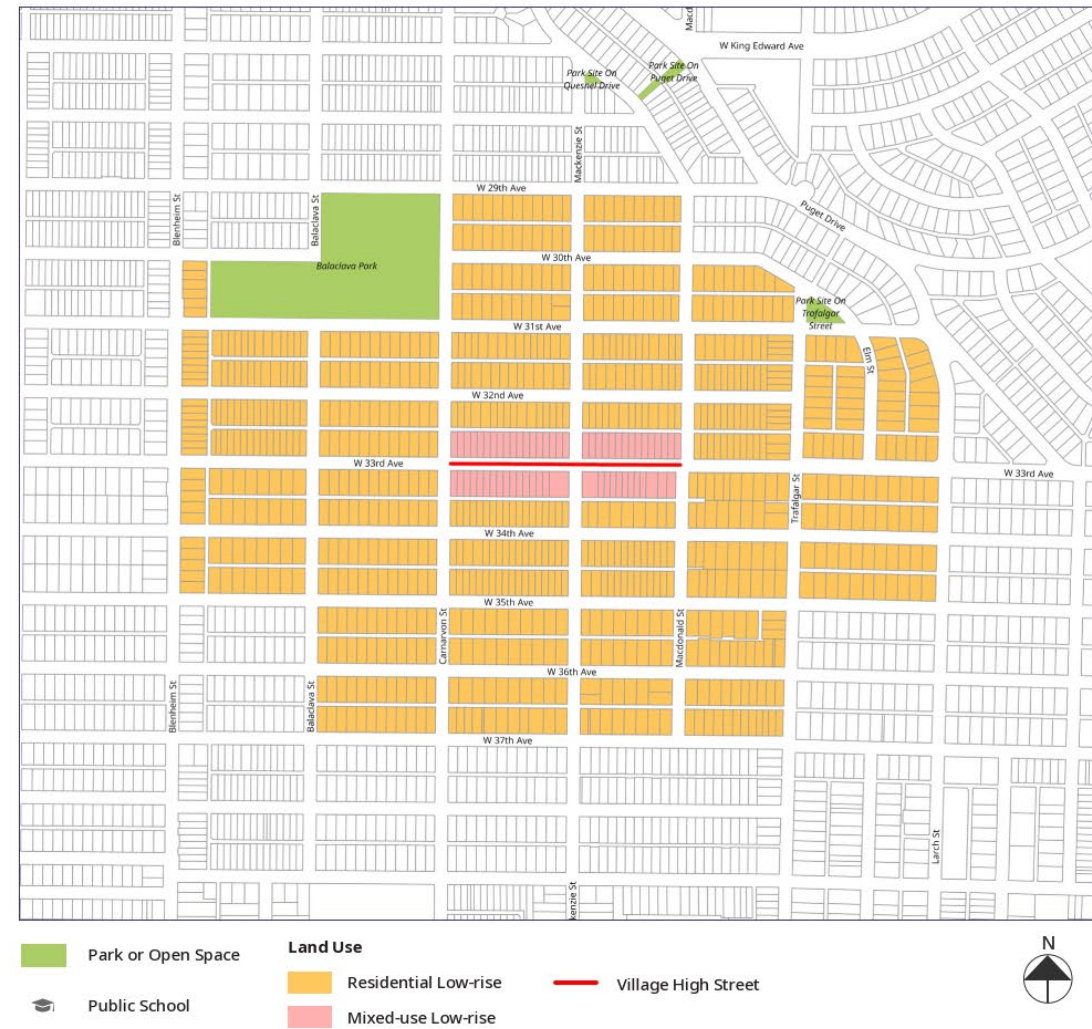 Macd
W King Edward Ave
Park Site On
Quesnel Drive
Park Site On
Puget Drive
Mackenzie St
W 29th Ave
Blenheim St
Balaclava St
Puget Drive
W 30th Ave
Balaclava Park
Park Site On
Trafalgar
Street
W 31st Ave
Elm St
W 32nd Ave
W 33rd Ave
W 33rd Ave
Trafalgar St
W 34th Ave
W 35th Ave
Carnarvon St
Macdonald St
W 36th Ave
Blenheim St
Balaclava St
W 37th Ave
Larch St
kenzie St
Park or Open Space
Public School
Land Use
Residential Low-rise
Mixed-use Low-rise
Village High Street
N